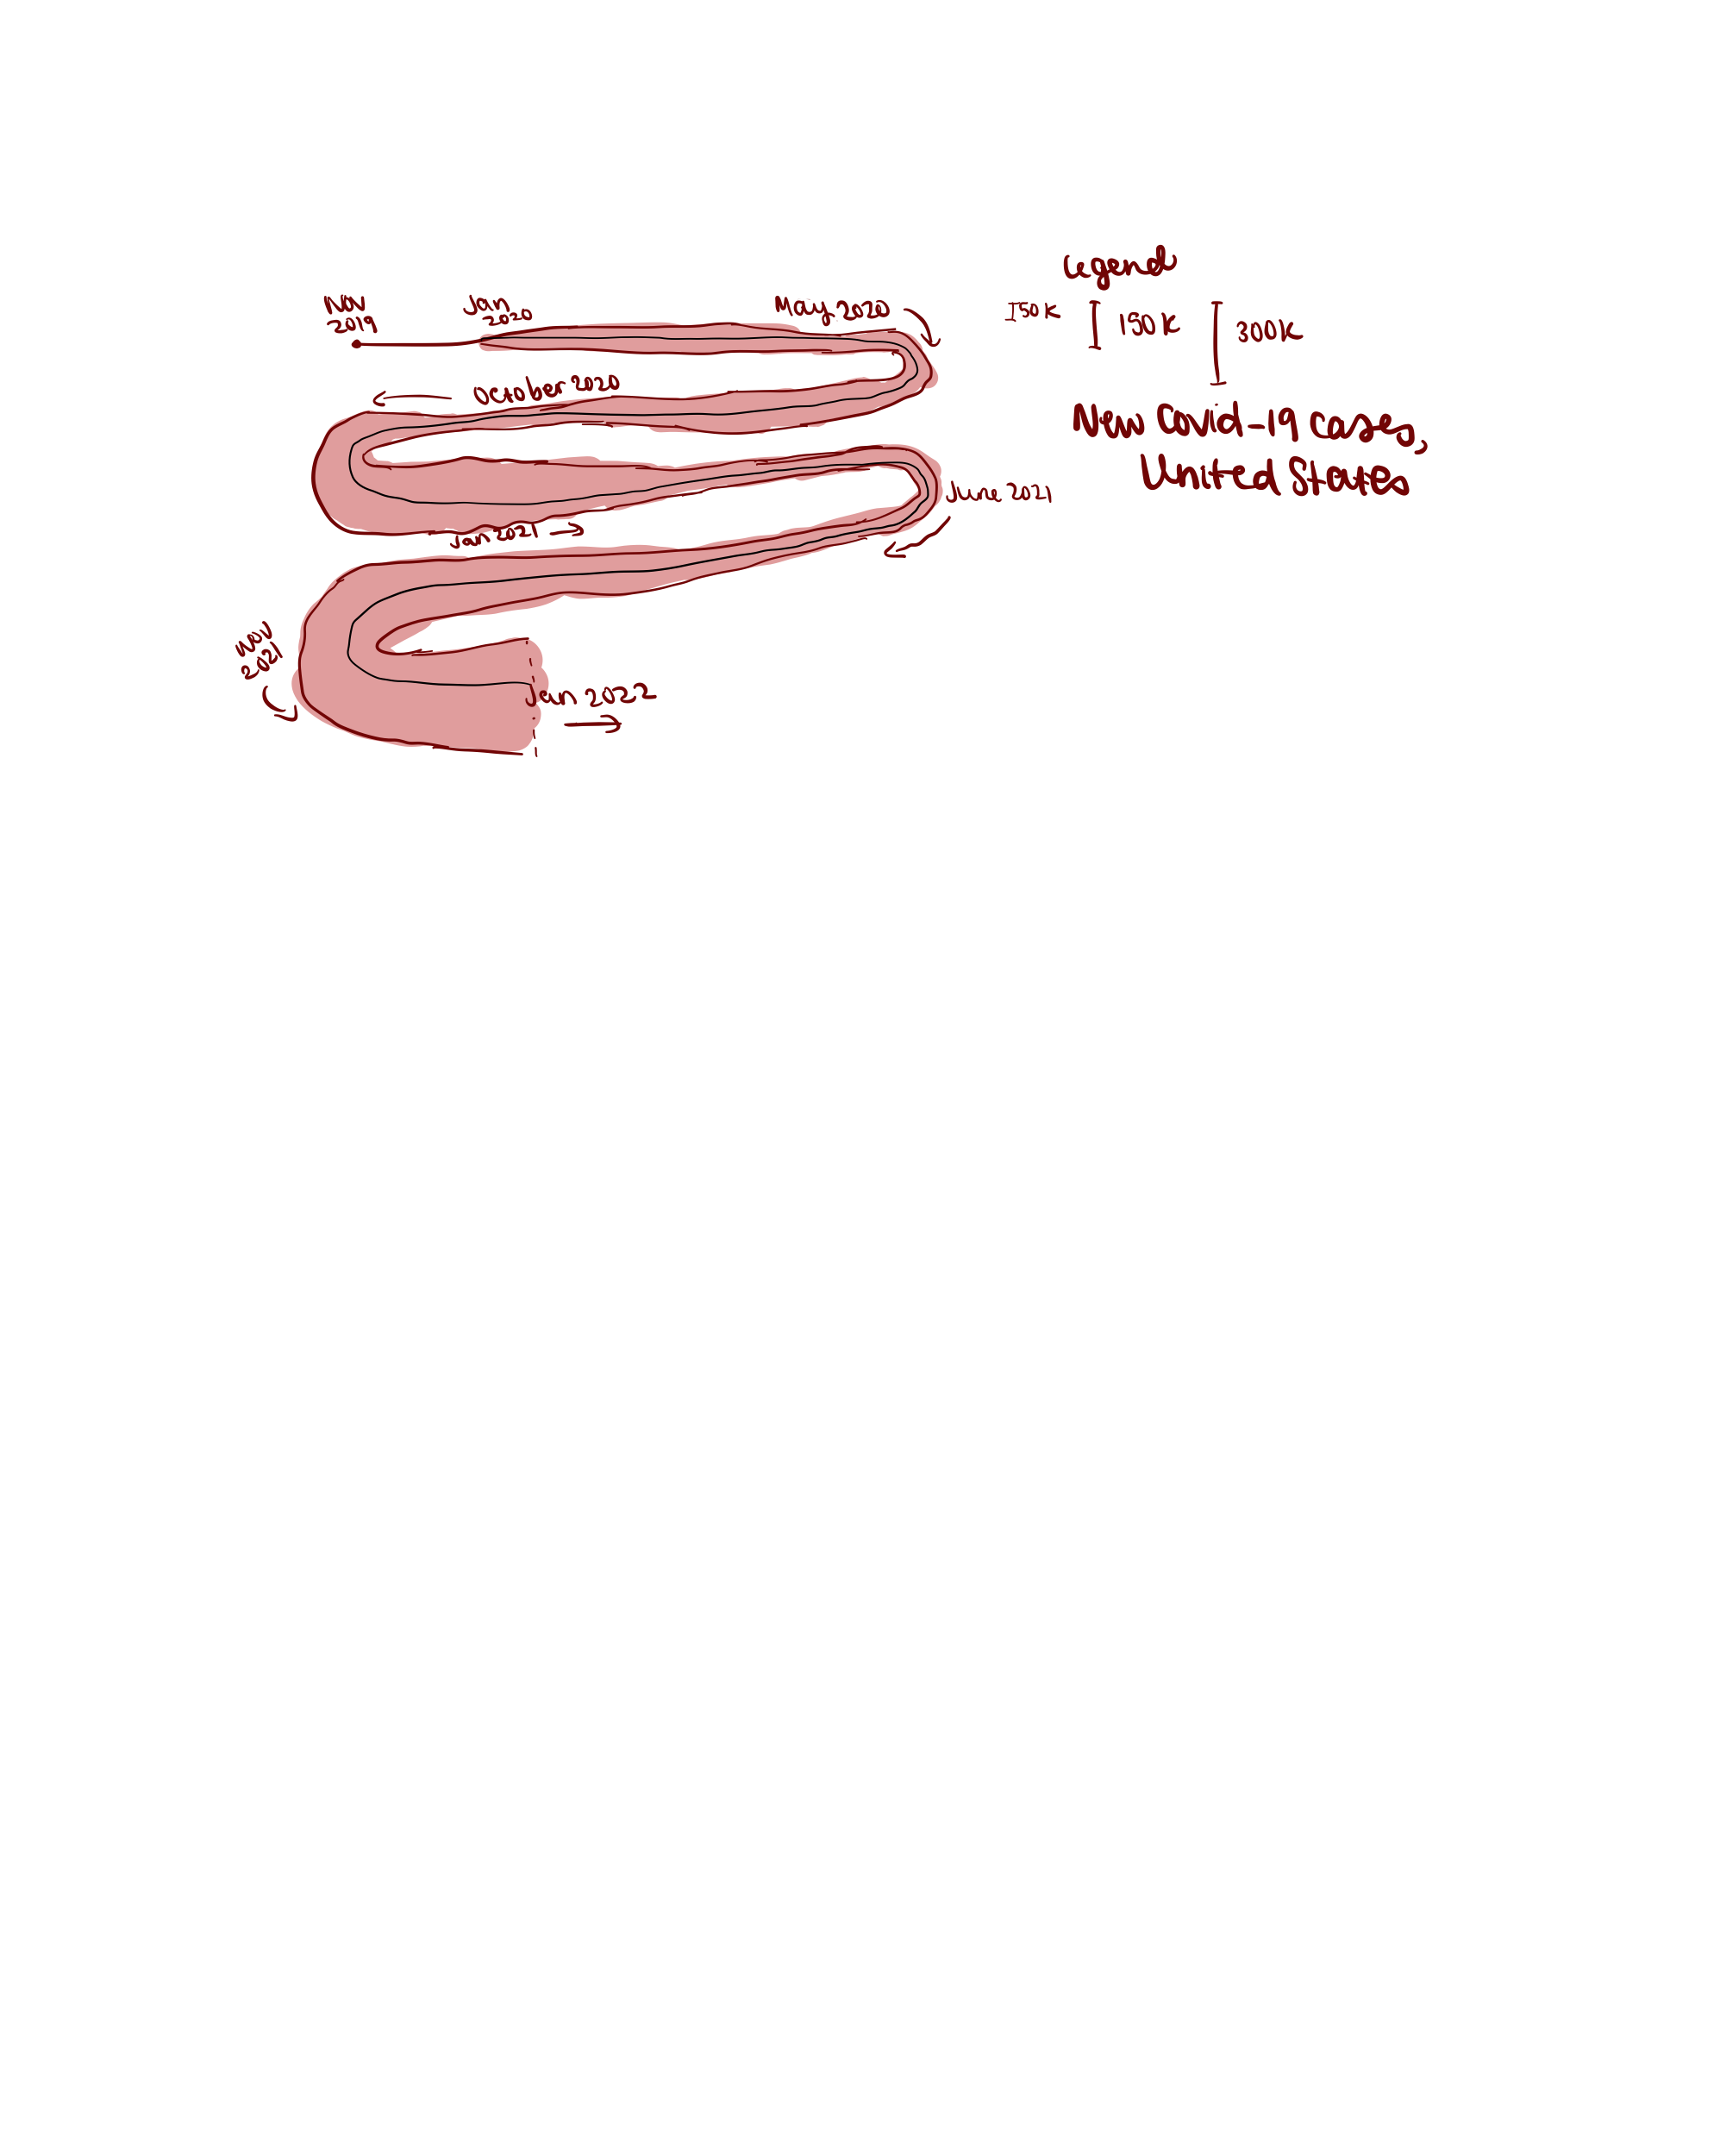 Legend
Nov
2019
Jan
2020
May 2020
50K
150K
300K
October 2020
New Covid-19 Cases,
United States
June 2021
Jan 2021
Nov
2021
Jan 2022